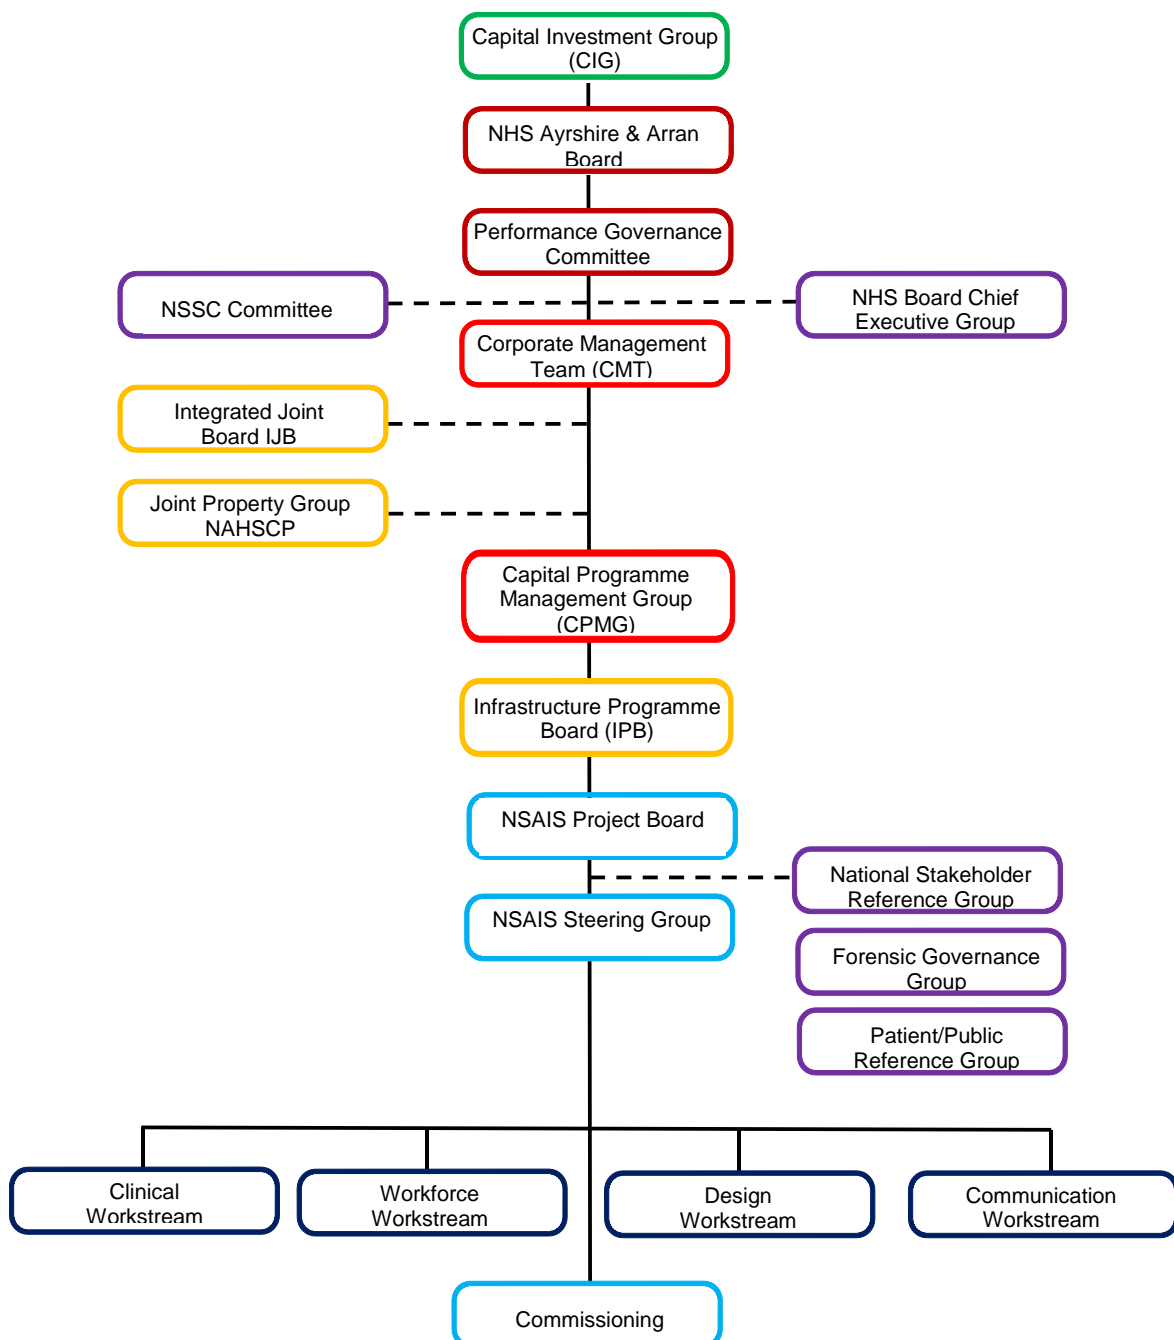 Capital Investment Group
(CIG)
NHS Ayrshire & Arran
Board
Performance Governance
Committee
NSSC Committee
NHS Board Chief
Executive Group
Corporate Management
Team (CMT)
Integrated Joint
Board IJB
Joint Property Group
NAHSCP
Capital Programme
Management Group
(CPMG)
Infrastructure Programme
Board (IPB)
NSAIS Project Board
National Stakeholder
Reference Group
NSAIS Steering Group
Forensic Governance
Group
Patient/Public
Reference Group
Clinical
Workstream
Workforce
Workstream
Design
Workstream
Communication
Workstream
Commissioning